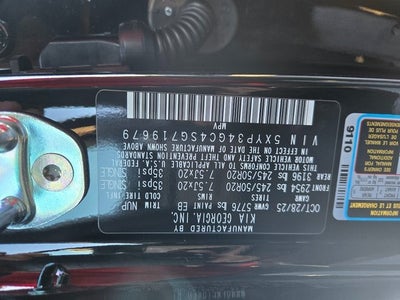 MANUFACTURED BY
KIA GEORGIA INC.
OCT/28/25 GVWR 5776 lbs PAINT EB TRIM NUP
GAWR TIRES RIMS COLD TIRE
FRONT 2954 lbs 245/50R20 7.5Jx20 35psi SINGLE
REAR 3196 lbs 245/50R20 7.5Jx20 35psi SINGLE
THIS VEHICLE CONFORMS TO ALL APPLICABLE U.S.A.
FEDERAL MOTOR VEHICLE SAFETY AND THEFT PREVENTION STANDARDS
IN EFFECT ON THE DATE OF MANUFACTURE SHOWN ABOVE.
VIN 5XYP34GC4SG719679
MPV
9110